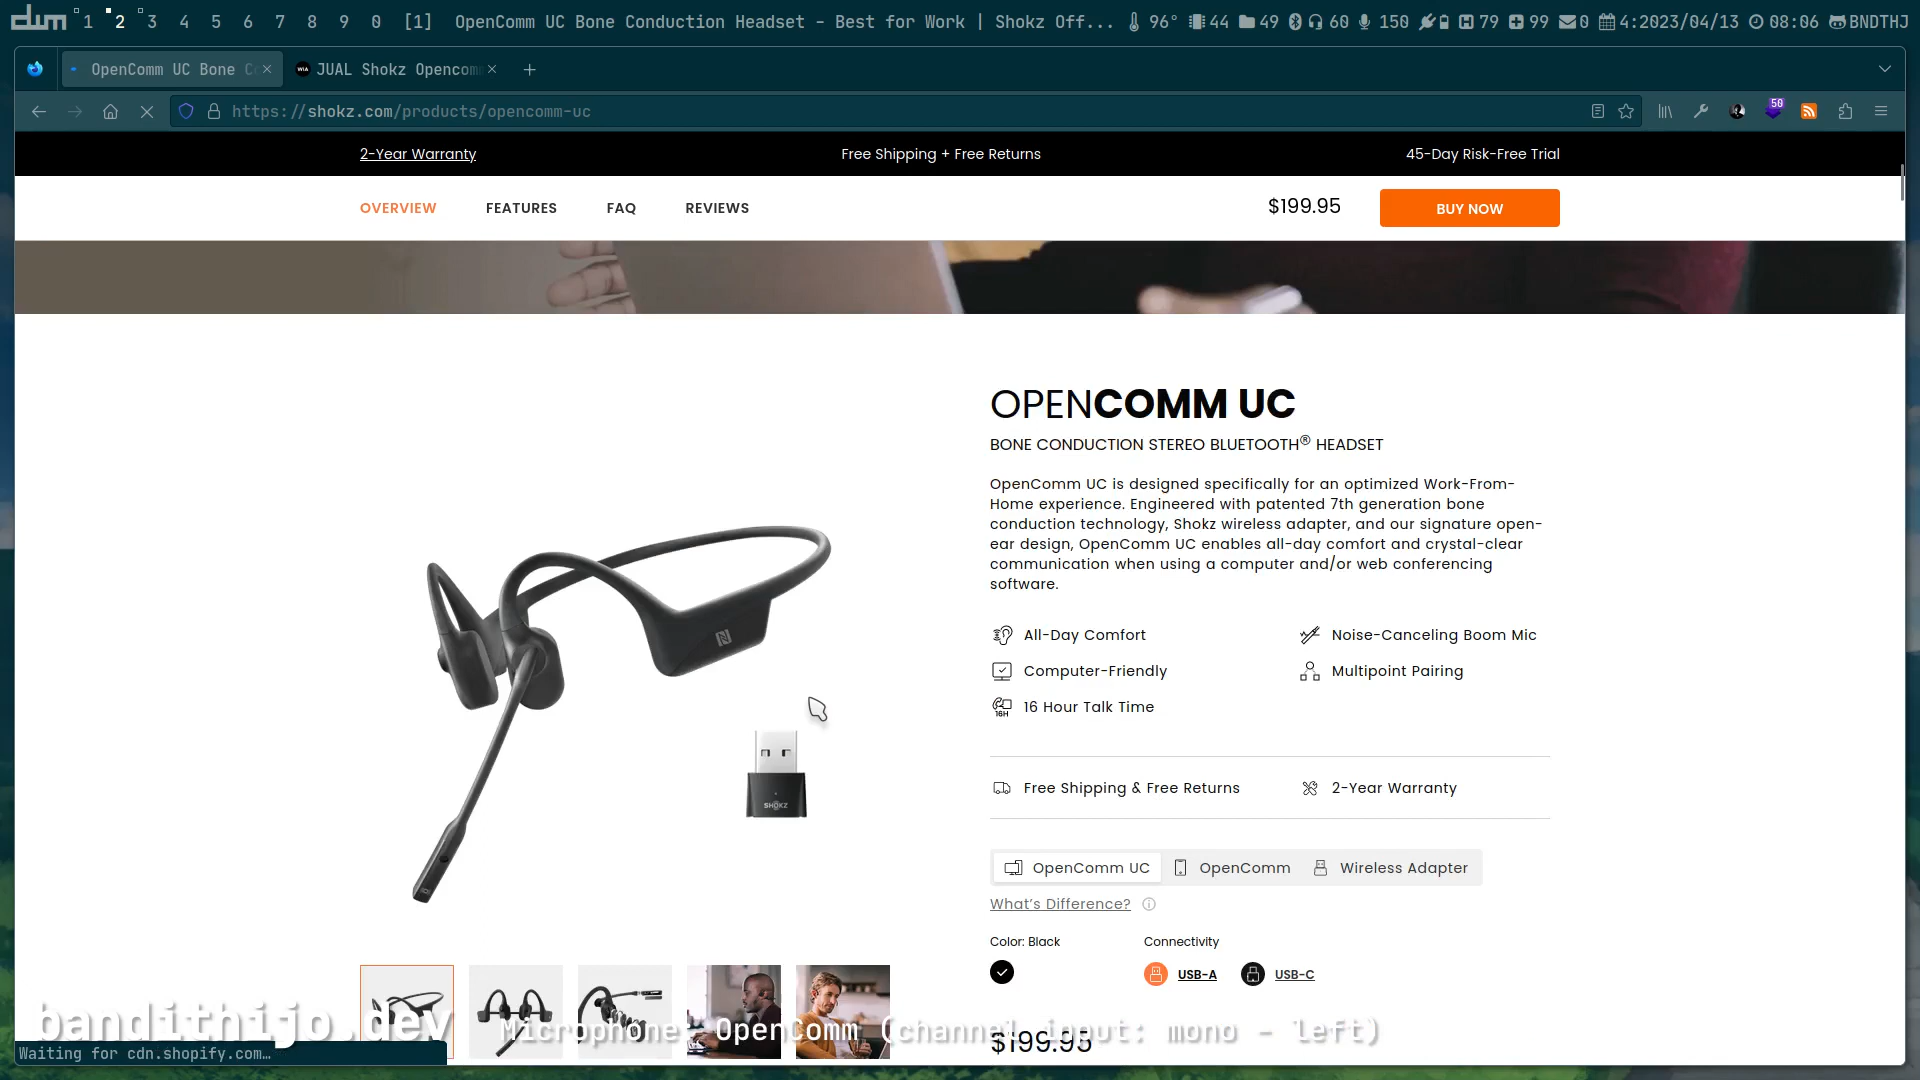 dwm 1 2 3 4 5 6 7 8 9 0 [1] OpenComm UC Bone Conduction Headset - Best for Work | Shokz Off... 96° 44 49 60 150 79 99 0 4:2023/04/13 08:06 BNDTHJ
OpenComm UC Bone C
JUAL Shokz Opencom
https://shokz.com/products/opencomm-uc
50
2-Year Warranty
Free Shipping + Free Returns
45-Day Risk-Free Trial
OVERVIEW FEATURES FAQ REVIEWS
$199.95
BUY NOW
OPENCOMM UC
BONE CONDUCTION STEREO BLUETOOTH® HEADSET
OpenComm UC is designed specifically for an optimized Work-From-
Home experience. Engineered with patented 7th generation bone
conduction technology, Shokz wireless adapter, and our signature open-
ear design, OpenComm UC enables all-day comfort and crystal-clear
communication when using a computer and/or web conferencing
software.
All-Day Comfort
Noise-Canceling Boom Mic
Computer-Friendly
Multipoint Pairing
16H
16 Hour Talk Time
SHOKZ
Free Shipping & Free Returns
2-Year Warranty
OpenComm UC
OpenComm
Wireless Adapter
What's Difference?
Color: Black
Connectivity
USB-A
USB-C
$199.95
bandithijo.dev
Microphone: OpenComm (channel input: mono - left)
Waiting for cdn.shopify.com…